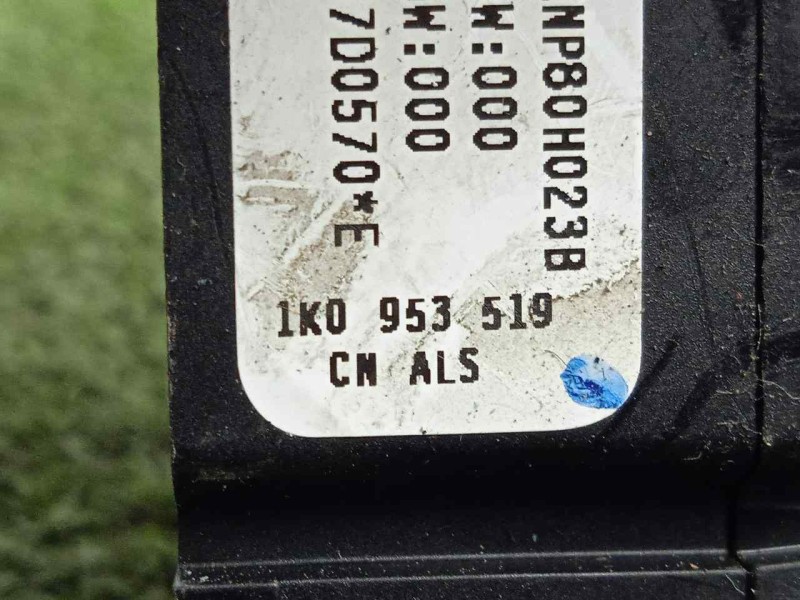 NP80H023B
W:000
W:000
7D0570*E
1K0 953 519
CN ALS